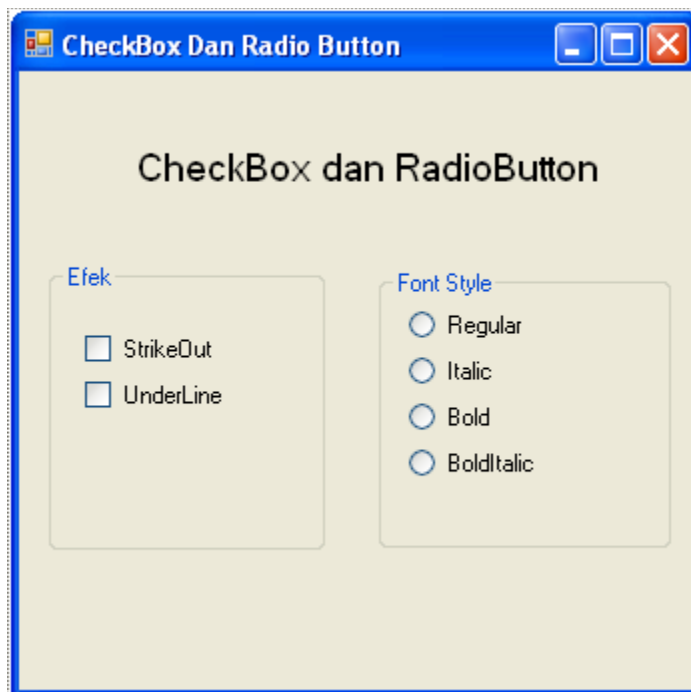 CheckBox Dan Radio Button
CheckBox dan RadioButton
Efek
StrikeOut
UnderLine
Font Style
Regular
Italic
Bold
BoldItalic